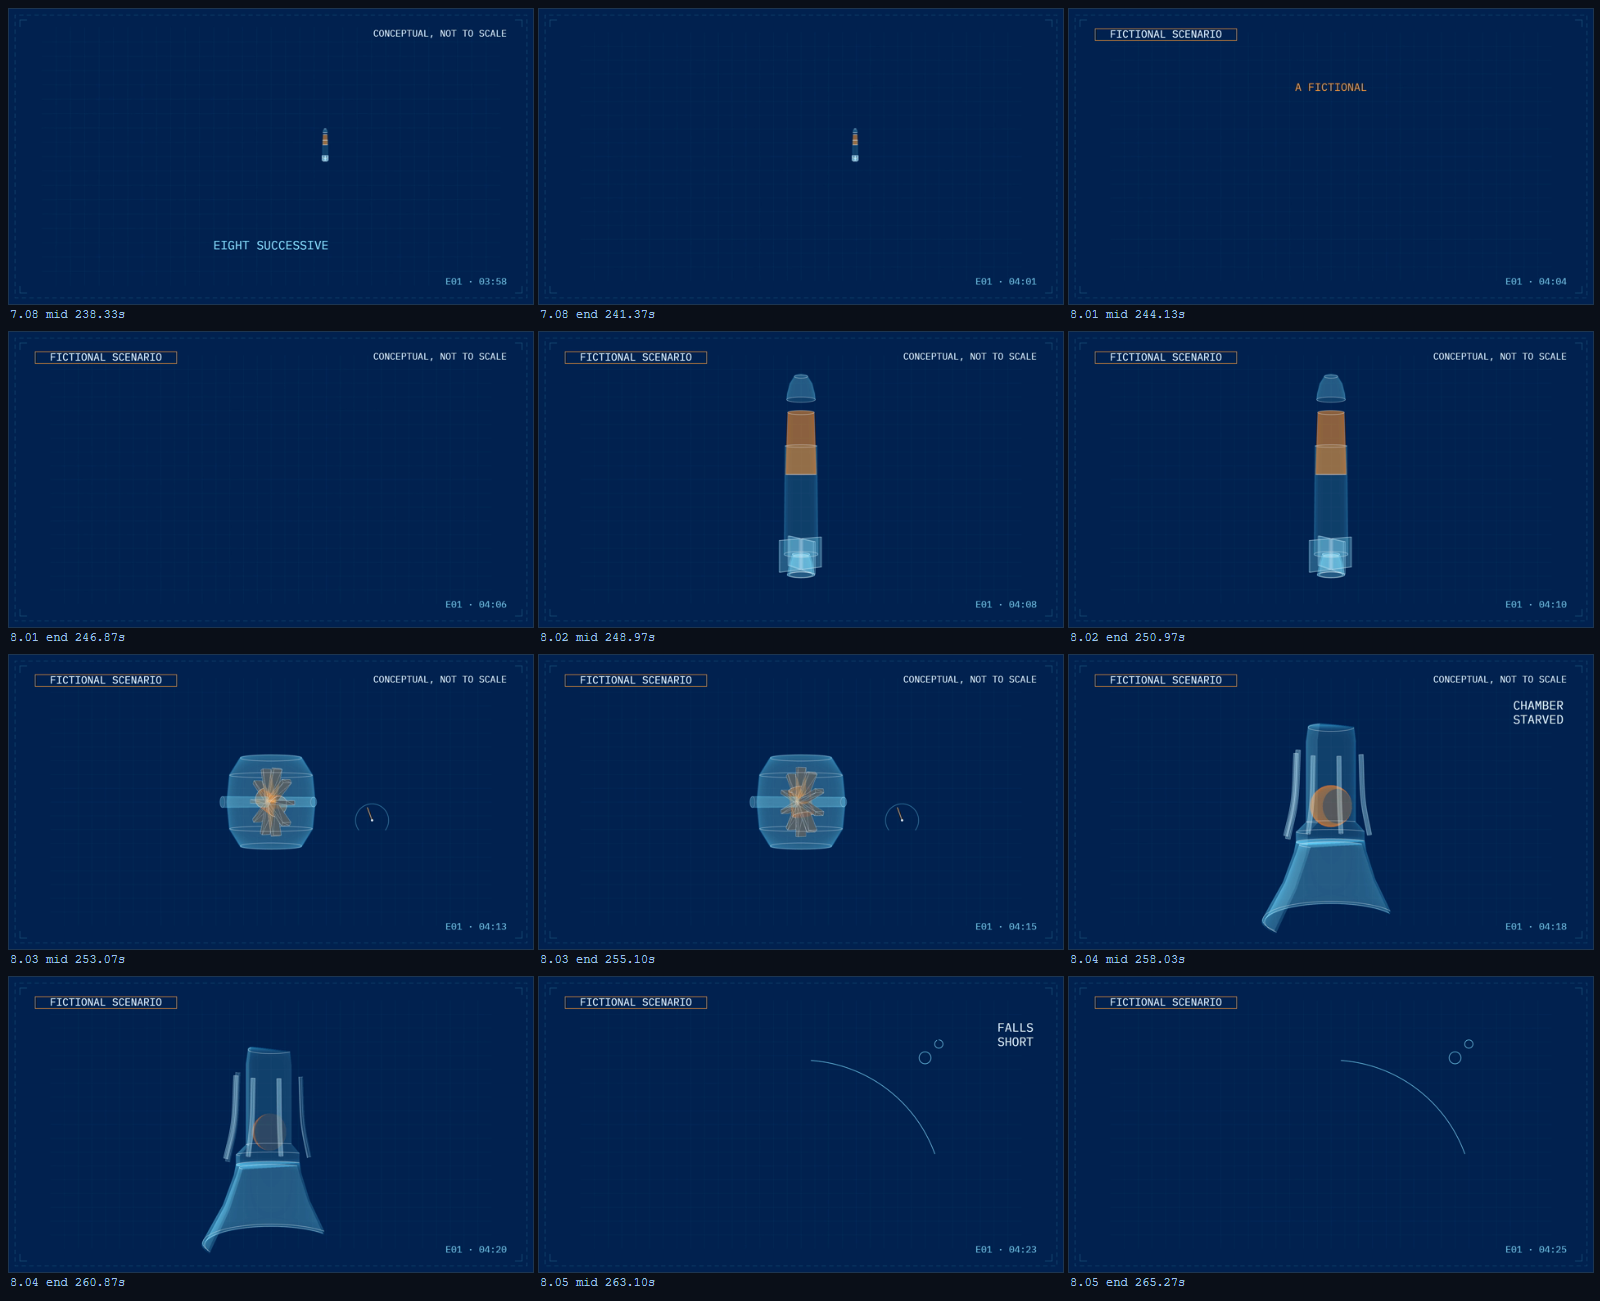 CONCEPTUAL, NOT TO SCALE
EIGHT SUCCESSIVE
E01 · 03:58
7.08 mid 238.33s
E01 · 04:01
7.08 end 241.37s
FICTIONAL SCENARIO
A FICTIONAL
E01 · 04:04
8.01 mid 244.13s
FICTIONAL SCENARIO
CONCEPTUAL, NOT TO SCALE
E01 · 04:06
8.01 end 246.87s
FICTIONAL SCENARIO
CONCEPTUAL, NOT TO SCALE
E01 · 04:08
8.02 mid 248.97s
FICTIONAL SCENARIO
CONCEPTUAL, NOT TO SCALE
E01 · 04:10
8.02 end 250.97s
FICTIONAL SCENARIO
CONCEPTUAL, NOT TO SCALE
E01 · 04:13
8.03 mid 253.07s
FICTIONAL SCENARIO
CONCEPTUAL, NOT TO SCALE
E01 · 04:15
8.03 end 255.10s
FICTIONAL SCENARIO
CONCEPTUAL, NOT TO SCALE
CHAMBER
STARVED
E01 · 04:18
8.04 mid 258.03s
FICTIONAL SCENARIO
E01 · 04:20
8.04 end 260.87s
FICTIONAL SCENARIO
FALLS
SHORT
E01 · 04:23
8.05 mid 263.10s
FICTIONAL SCENARIO
E01 · 04:25
8.05 end 265.27s